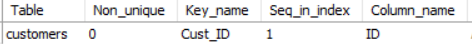 Table Non_unique Key_name Seq_in_index Column_name
customers 0 Cust_ID 1 ID